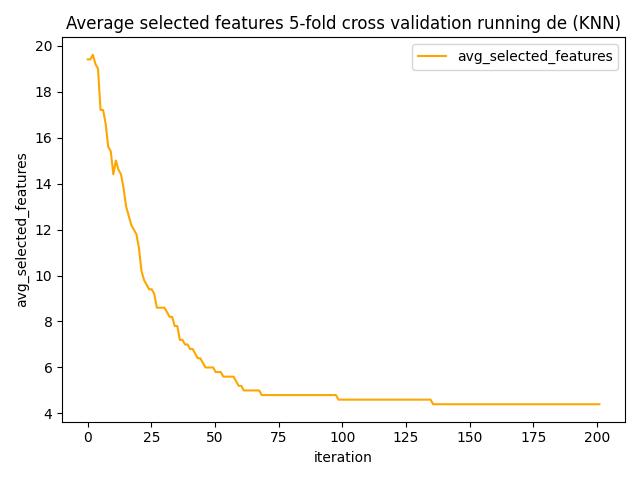 Average selected features 5-fold cross validation running de (KNN)
avg_selected_features
avg_selected_features
20
18
16
14
12
10
8
6
4
0 25 50 75 100 125 150 175 200
iteration